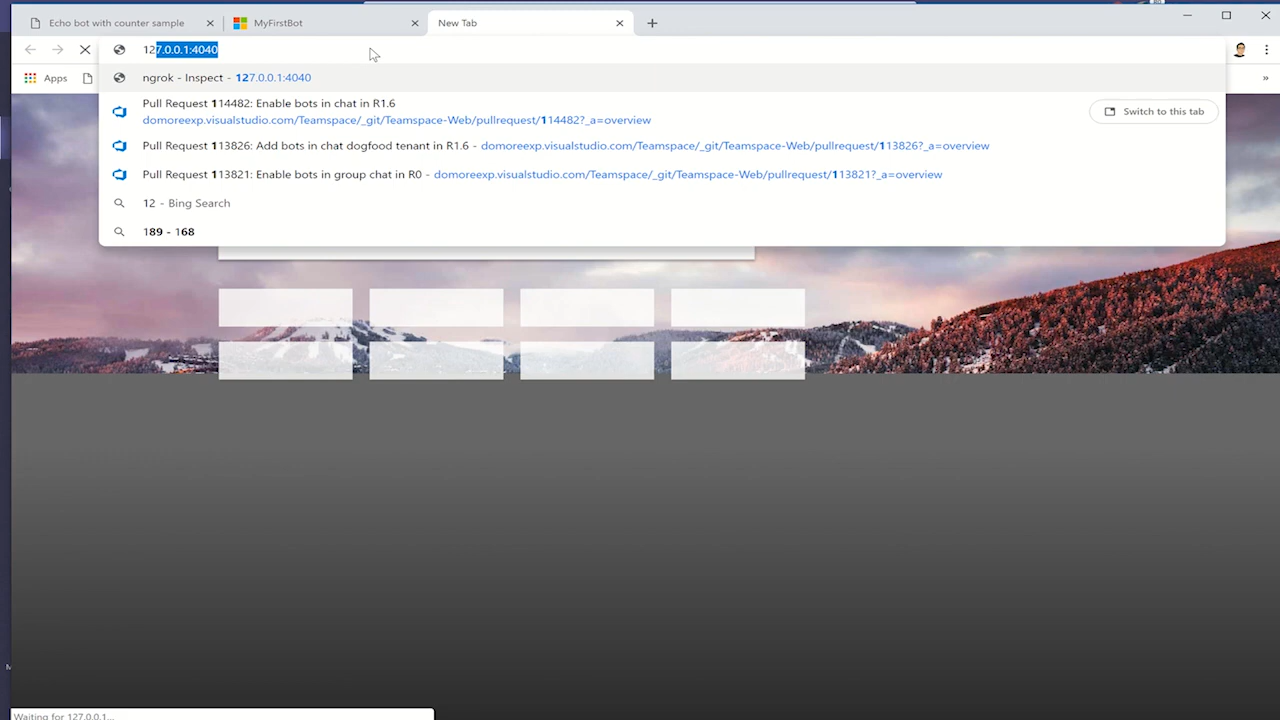 Echo bot with counter sample
MyFirstBot
New Tab
127.0.0.1:4040
Apps
»
ngrok - Inspect - 127.0.0.1:4040
Pull Request 114482: Enable bots in chat in R1.6
domoreexp.visualstudio.com/Teamspace/_git/Teamspace-Web/pullrequest/114482?_a=overview
Switch to this tab
Pull Request 113826: Add bots in chat dogfood tenant in R1.6 - domoreexp.visualstudio.com/Teamspace/_git/Teamspace-Web/pullrequest/113826?_a=overview
Pull Request 113821: Enable bots in group chat in R0 - domoreexp.visualstudio.com/Teamspace/_git/Teamspace-Web/pullrequest/113821?_a=overview
12 - Bing Search
189 - 168
Waiting for 127.0.0.1...